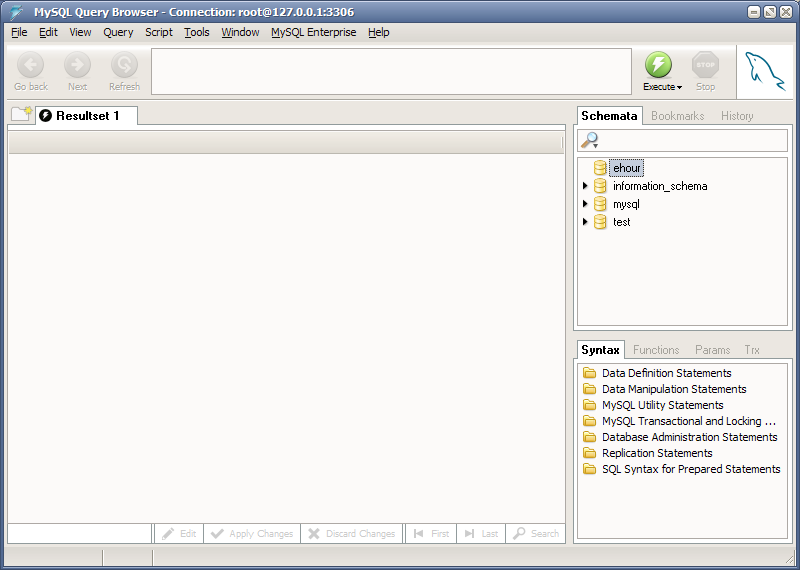 MySQL Query Browser - Connection: root@127.0.0.1:3306
File Edit View Query Script Tools Window MySQL Enterprise Help
Go back Next Refresh Execute STOP Stop
Resultset 1
Schemata Bookmarks History
ehour
information_schema
mysql
test
Syntax Functions Params Trx
Data Definition Statements
Data Manipulation Statements
MySQL Utility Statements
MySQL Transactional and Locking ...
Database Administration Statements
Replication Statements
SQL Syntax for Prepared Statements
Edit Apply Changes Discard Changes First Last Search